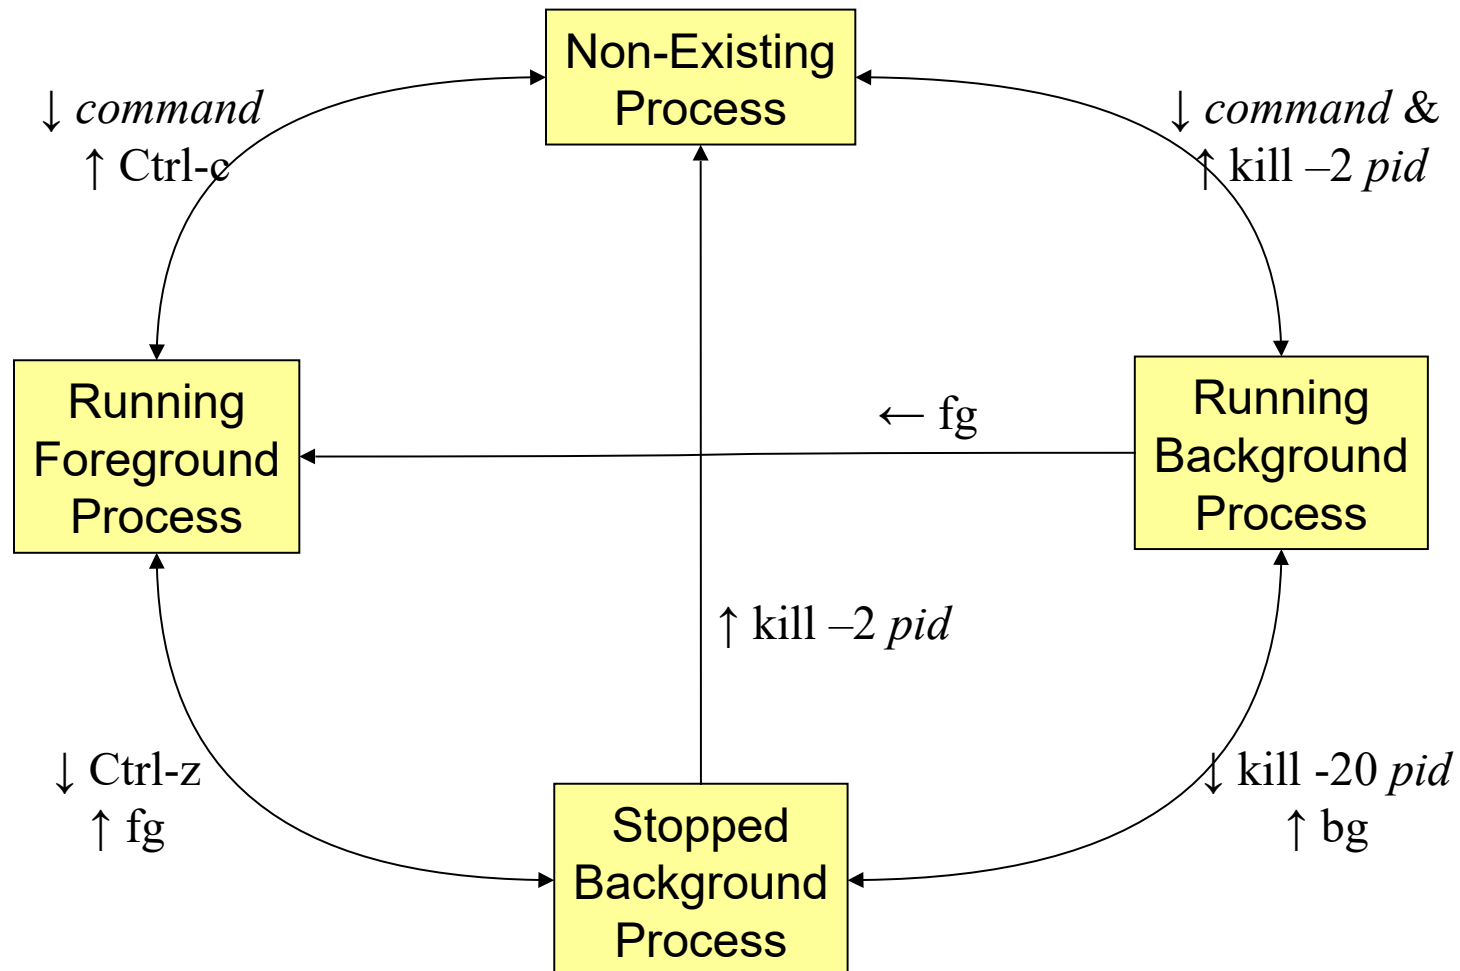 Non-Existing
Process
↓ command
↑ Ctrl-c
↓ command &
↑ kill –2 pid
Running
Foreground
Process
← fg
Running
Background
Process
↑ kill –2 pid
↓ Ctrl-z
↑ fg
↓ kill -20 pid
↑ bg
Stopped
Background
Process